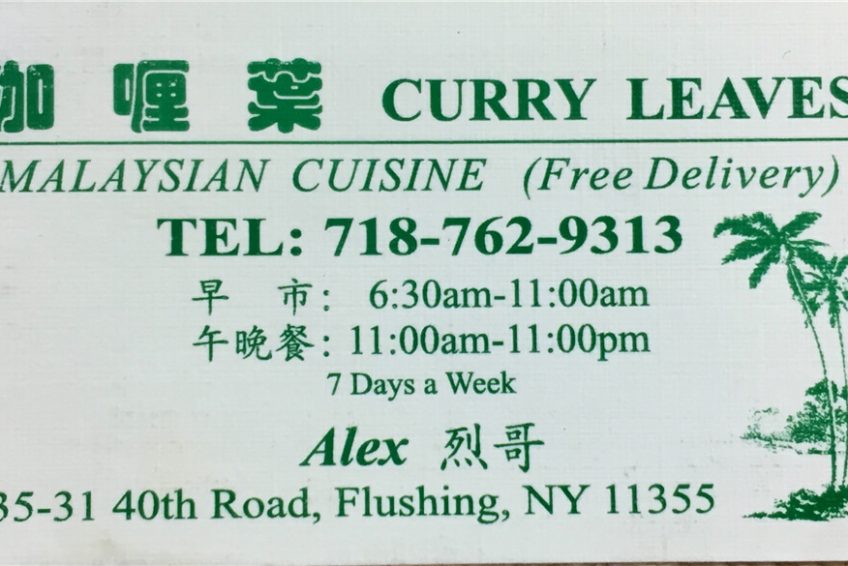 咖喱葉 CURRY LEAVES
MALAYSIAN CUISINE (Free Delivery)
TEL: 718-762-9313
早 市: 6:30am-11:00am
午晚餐: 11:00am-11:00pm
7 Days a Week
Alex 烈哥
35-31 40th Road, Flushing, NY 11355